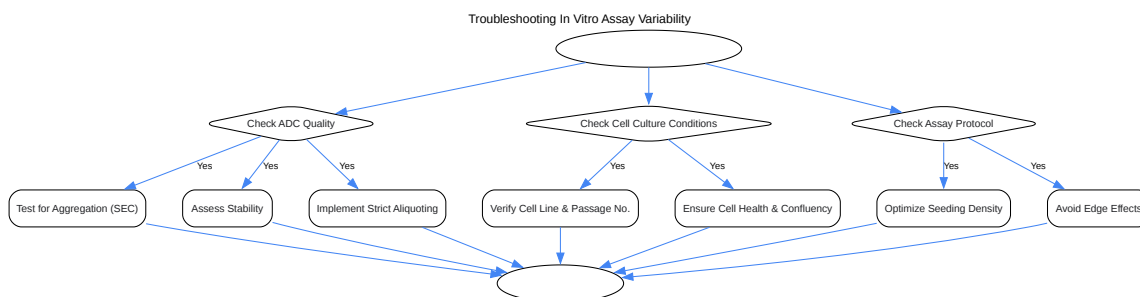 Troubleshooting In Vitro Assay Variability
Check ADC Quality
Check Cell Culture Conditions
Check Assay Protocol
Yes
Yes
Yes
Yes
Yes
Yes
Yes
Test for Aggregation (SEC)
Assess Stability
Implement Strict Aliquoting
Verify Cell Line & Passage No.
Ensure Cell Health & Confluency
Optimize Seeding Density
Avoid Edge Effects